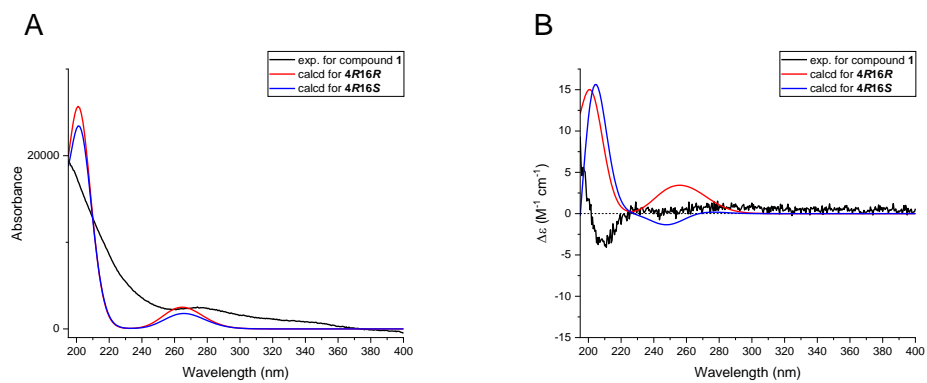 A
exp. for compound 1
calcd for 4R16R
calcd for 4R16S
Absorbance
20000
0
200 220 240 260 280 300 320 340 360 380 400
Wavelength (nm)
B
exp. for compound 1
calcd for 4R16R
calcd for 4R16S
Δε (M⁻¹ cm⁻¹)
15
10
5
0
-5
-10
-15
200 220 240 260 280 300 320 340 360 380 400
Wavelength (nm)